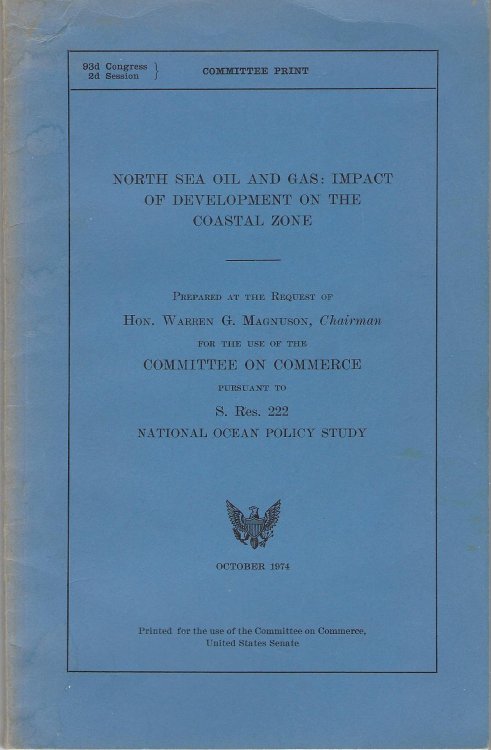 93d Congress }
2d Session }
COMMITTEE PRINT
NORTH SEA OIL AND GAS: IMPACT
OF DEVELOPMENT ON THE
COASTAL ZONE
Prepared at the Request of
Hon. Warren G. Magnuson, Chairman
FOR THE USE OF THE
COMMITTEE ON COMMERCE
PURSUANT TO
S. Res. 222
NATIONAL OCEAN POLICY STUDY
OCTOBER 1974
Printed for the use of the Committee on Commerce,
United States Senate